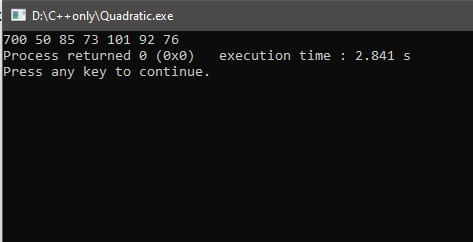 D:\C++only\Quadratic.exe
700 50 85 73 101 92 76
Process returned 0 (0x0)   execution time : 2.841 s
Press any key to continue.